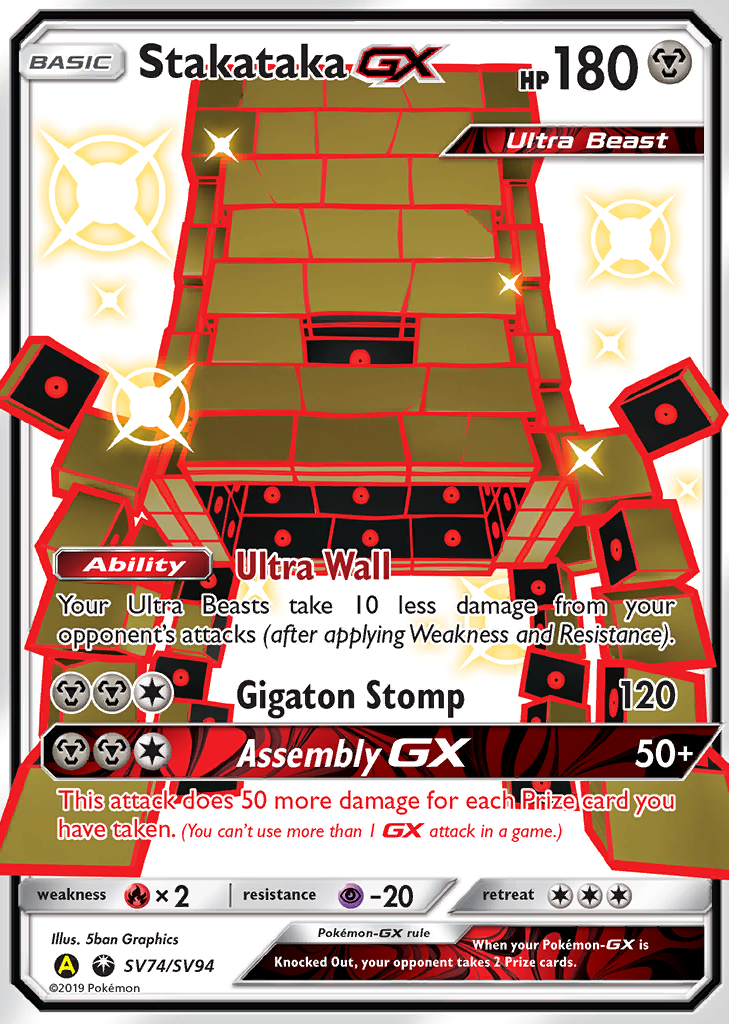 BASIC Stakataka GX HP 180
Ultra Beast
Ability Ultra Wall
Your Ultra Beasts take 10 less damage from your
opponent's attacks (after applying Weakness and Resistance).
Gigaton Stomp 120
Assembly GX 50+
This attack does 50 more damage for each Prize card you
have taken. (You can't use more than 1 GX attack in a game.)
weakness × 2 resistance -20 retreat
Illus. 5ban Graphics
A SV74/SV94
©2019 Pokémon
Pokémon-GX rule
When your Pokémon-GX is
Knocked Out, your opponent takes 2 Prize cards.